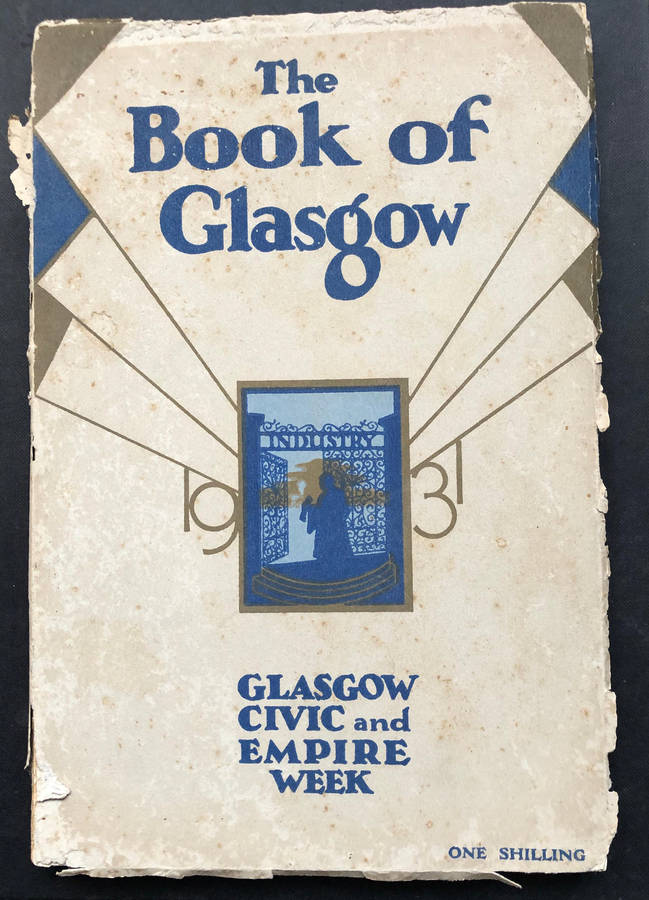 The
Book of
Glasgow
INDUSTRY
19 31
GLASGOW
CIVIC and
EMPIRE
WEEK
ONE SHILLING